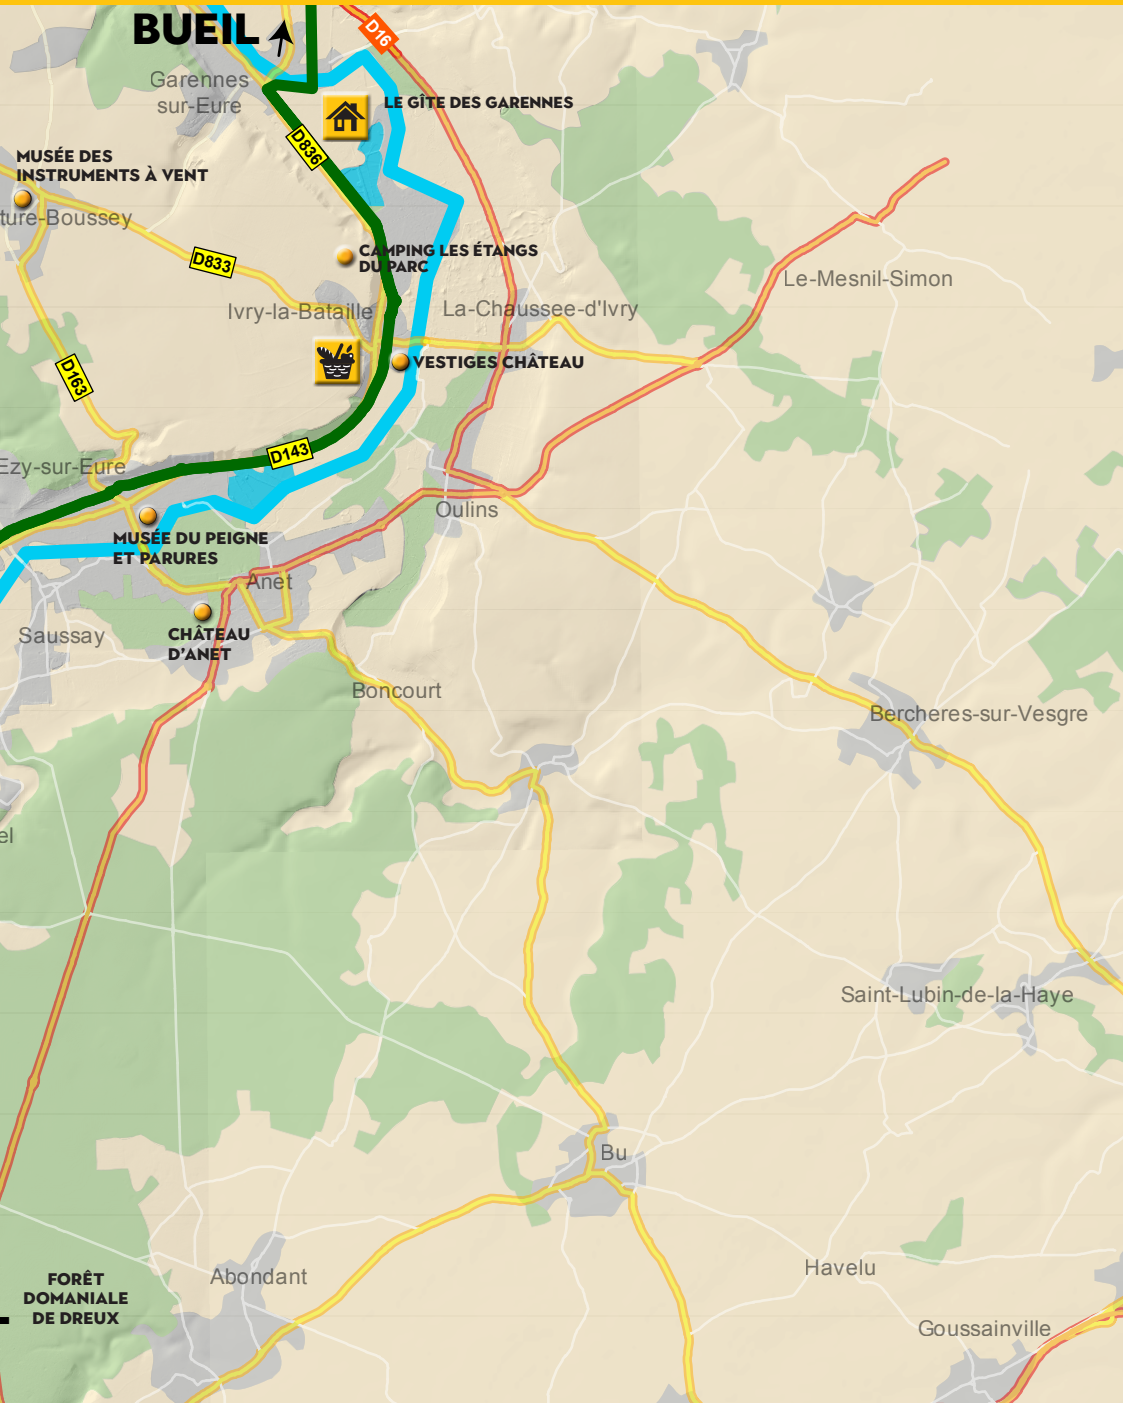 BUEIL
D16
Garennes
sur-Eure
LE GÎTE DES GARENNES
D836
MUSÉE DES
INSTRUMENTS À VENT
ture-Boussey
D833
CAMPING LES ÉTANGS
DU PARC
Le-Mesnil-Simon
Ivry-la-Bataille
La-Chaussee-d'Ivry
VESTIGES CHÂTEAU
D163
D143
Ezy-sur-Eure
Oulins
MUSÉE DU PEIGNE
ET PARURES
Anet
Saussay
CHÂTEAU
D'ANET
Boncourt
Bercheres-sur-Vesgre
el
Saint-Lubin-de-la-Haye
Bu
Havelu
Abondant
FORÊT
DOMANIALE
DE DREUX
Goussainville